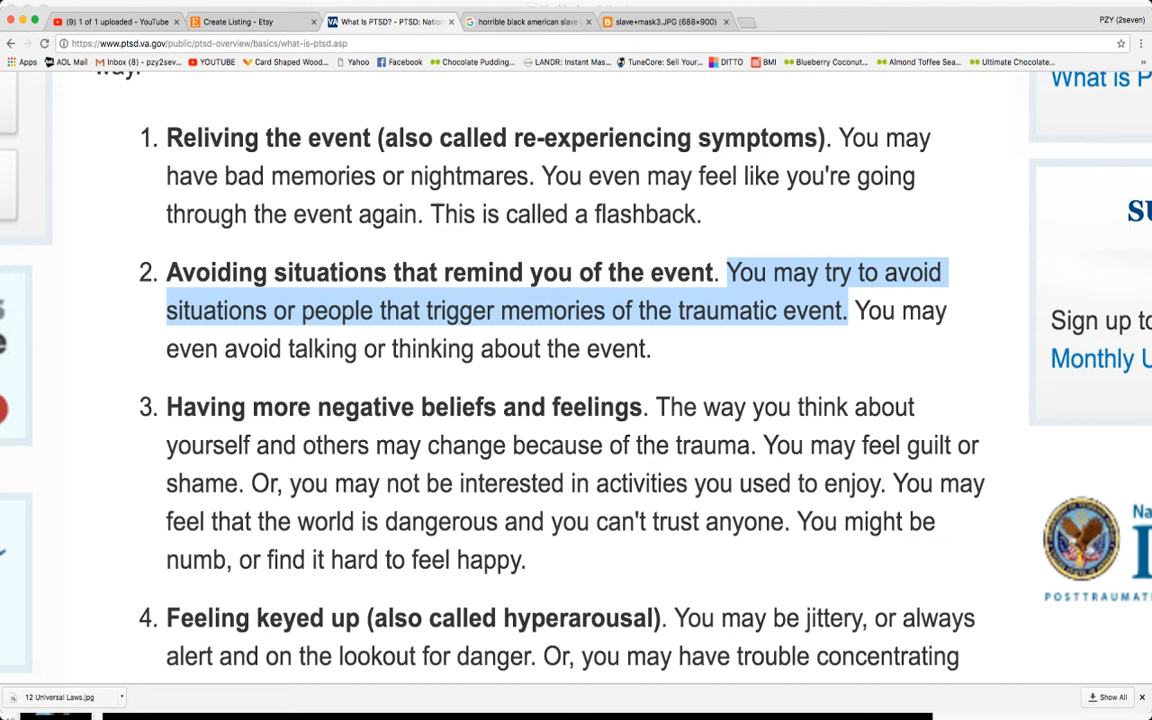 (9) 1 of 1 uploaded - YouTube
Create Listing - Etsy
What Is PTSD? - PTSD: Nation
horrible black american slave
slave+mask3.JPG (688×900)
PZY (2seven)
https://www.ptsd.va.gov/public/ptsd-overview/basics/what-is-ptsd.asp
Apps
AOL Mail
Inbox (8) - pzy2sev...
YOUTUBE
Card Shaped Wood...
Yahoo
Facebook
Chocolate Pudding...
LANDR: Instant Mas...
TuneCore: Sell Your...
DITTO
BMI
Blueberry Coconut...
Almond Toffee Sea...
Ultimate Chocolate...
»
way:
1. Reliving the event (also called re-experiencing symptoms). You may
have bad memories or nightmares. You even may feel like you're going
through the event again. This is called a flashback.
2. Avoiding situations that remind you of the event. You may try to avoid
situations or people that trigger memories of the traumatic event. You may
even avoid talking or thinking about the event.
3. Having more negative beliefs and feelings. The way you think about
yourself and others may change because of the trauma. You may feel guilt or
shame. Or, you may not be interested in activities you used to enjoy. You may
feel that the world is dangerous and you can't trust anyone. You might be
numb, or find it hard to feel happy.
4. Feeling keyed up (also called hyperarousal). You may be jittery, or always
alert and on the lookout for danger. Or, you may have trouble concentrating
What is P
Sign up to
Monthly U
Na
POSTTRAUMAT
12 Universal Laws.jpg
Show All